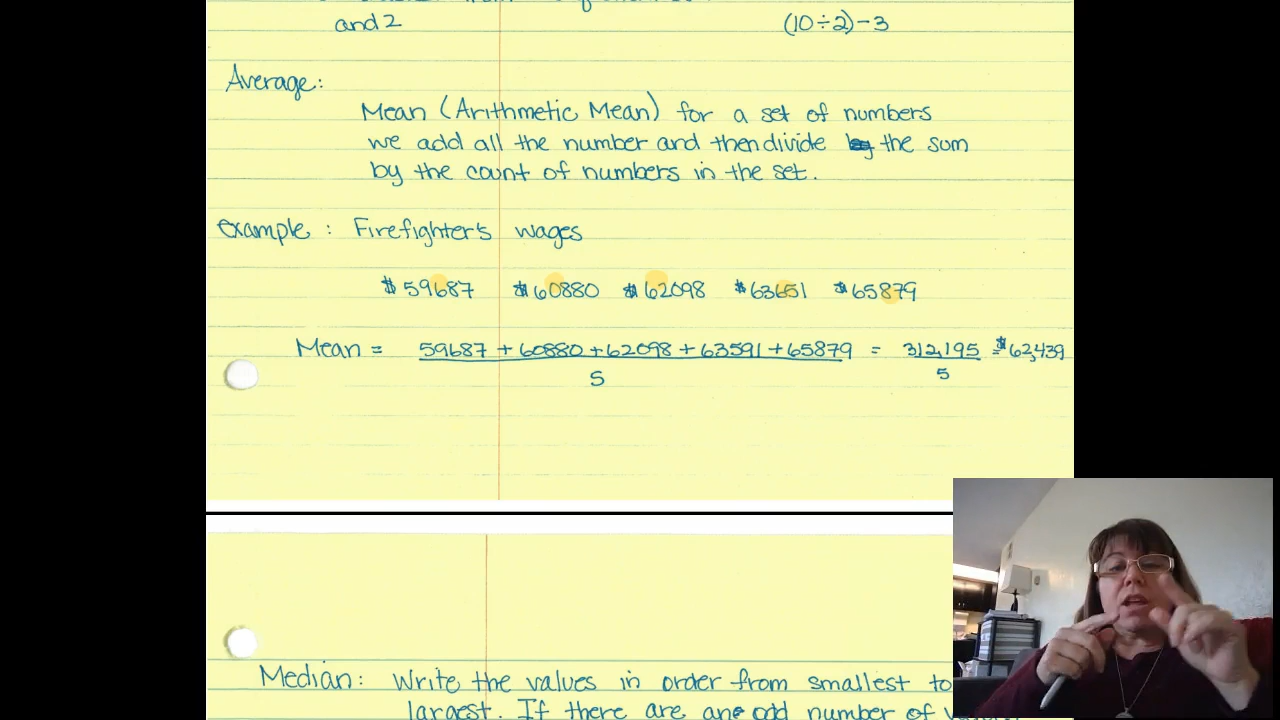 and 2
(10÷2)-3
Average:
Mean (Arithmetic Mean) for a set of numbers
we add all the number and then divide the sum
by the count of numbers in the set.
Example: Firefighter's wages
$59687 $60880 $62098 $63651 $65879
Mean = 59687 + 60880 + 62098 + 63591 + 65879 = 312,195 = $62,439
5 5
Median: Write the values in order from smallest to
largest. If there are an odd number of